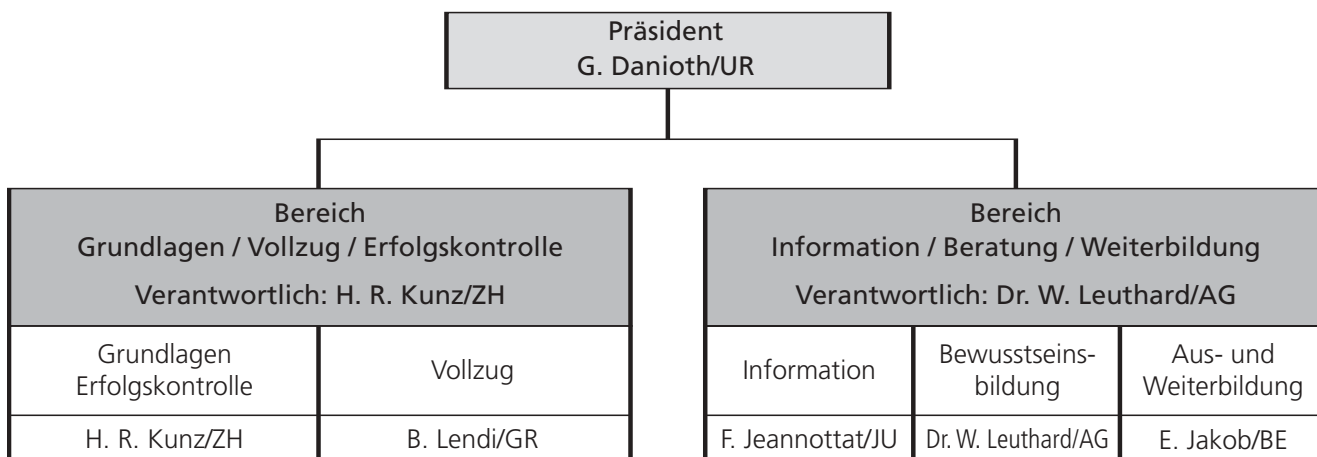 Präsident
G. Danioth/UR
Bereich
Grundlagen / Vollzug / Erfolgskontrolle
Verantwortlich: H. R. Kunz/ZH
Grundlagen
Erfolgskontrolle
Vollzug
H. R. Kunz/ZH
B. Lendi/GR
Bereich
Information / Beratung / Weiterbildung
Verantwortlich: Dr. W. Leuthard/AG
Information
Bewusstseins-
bildung
Aus- und
Weiterbildung
F. Jeannottat/JU
Dr. W. Leuthard/AG
E. Jakob/BE